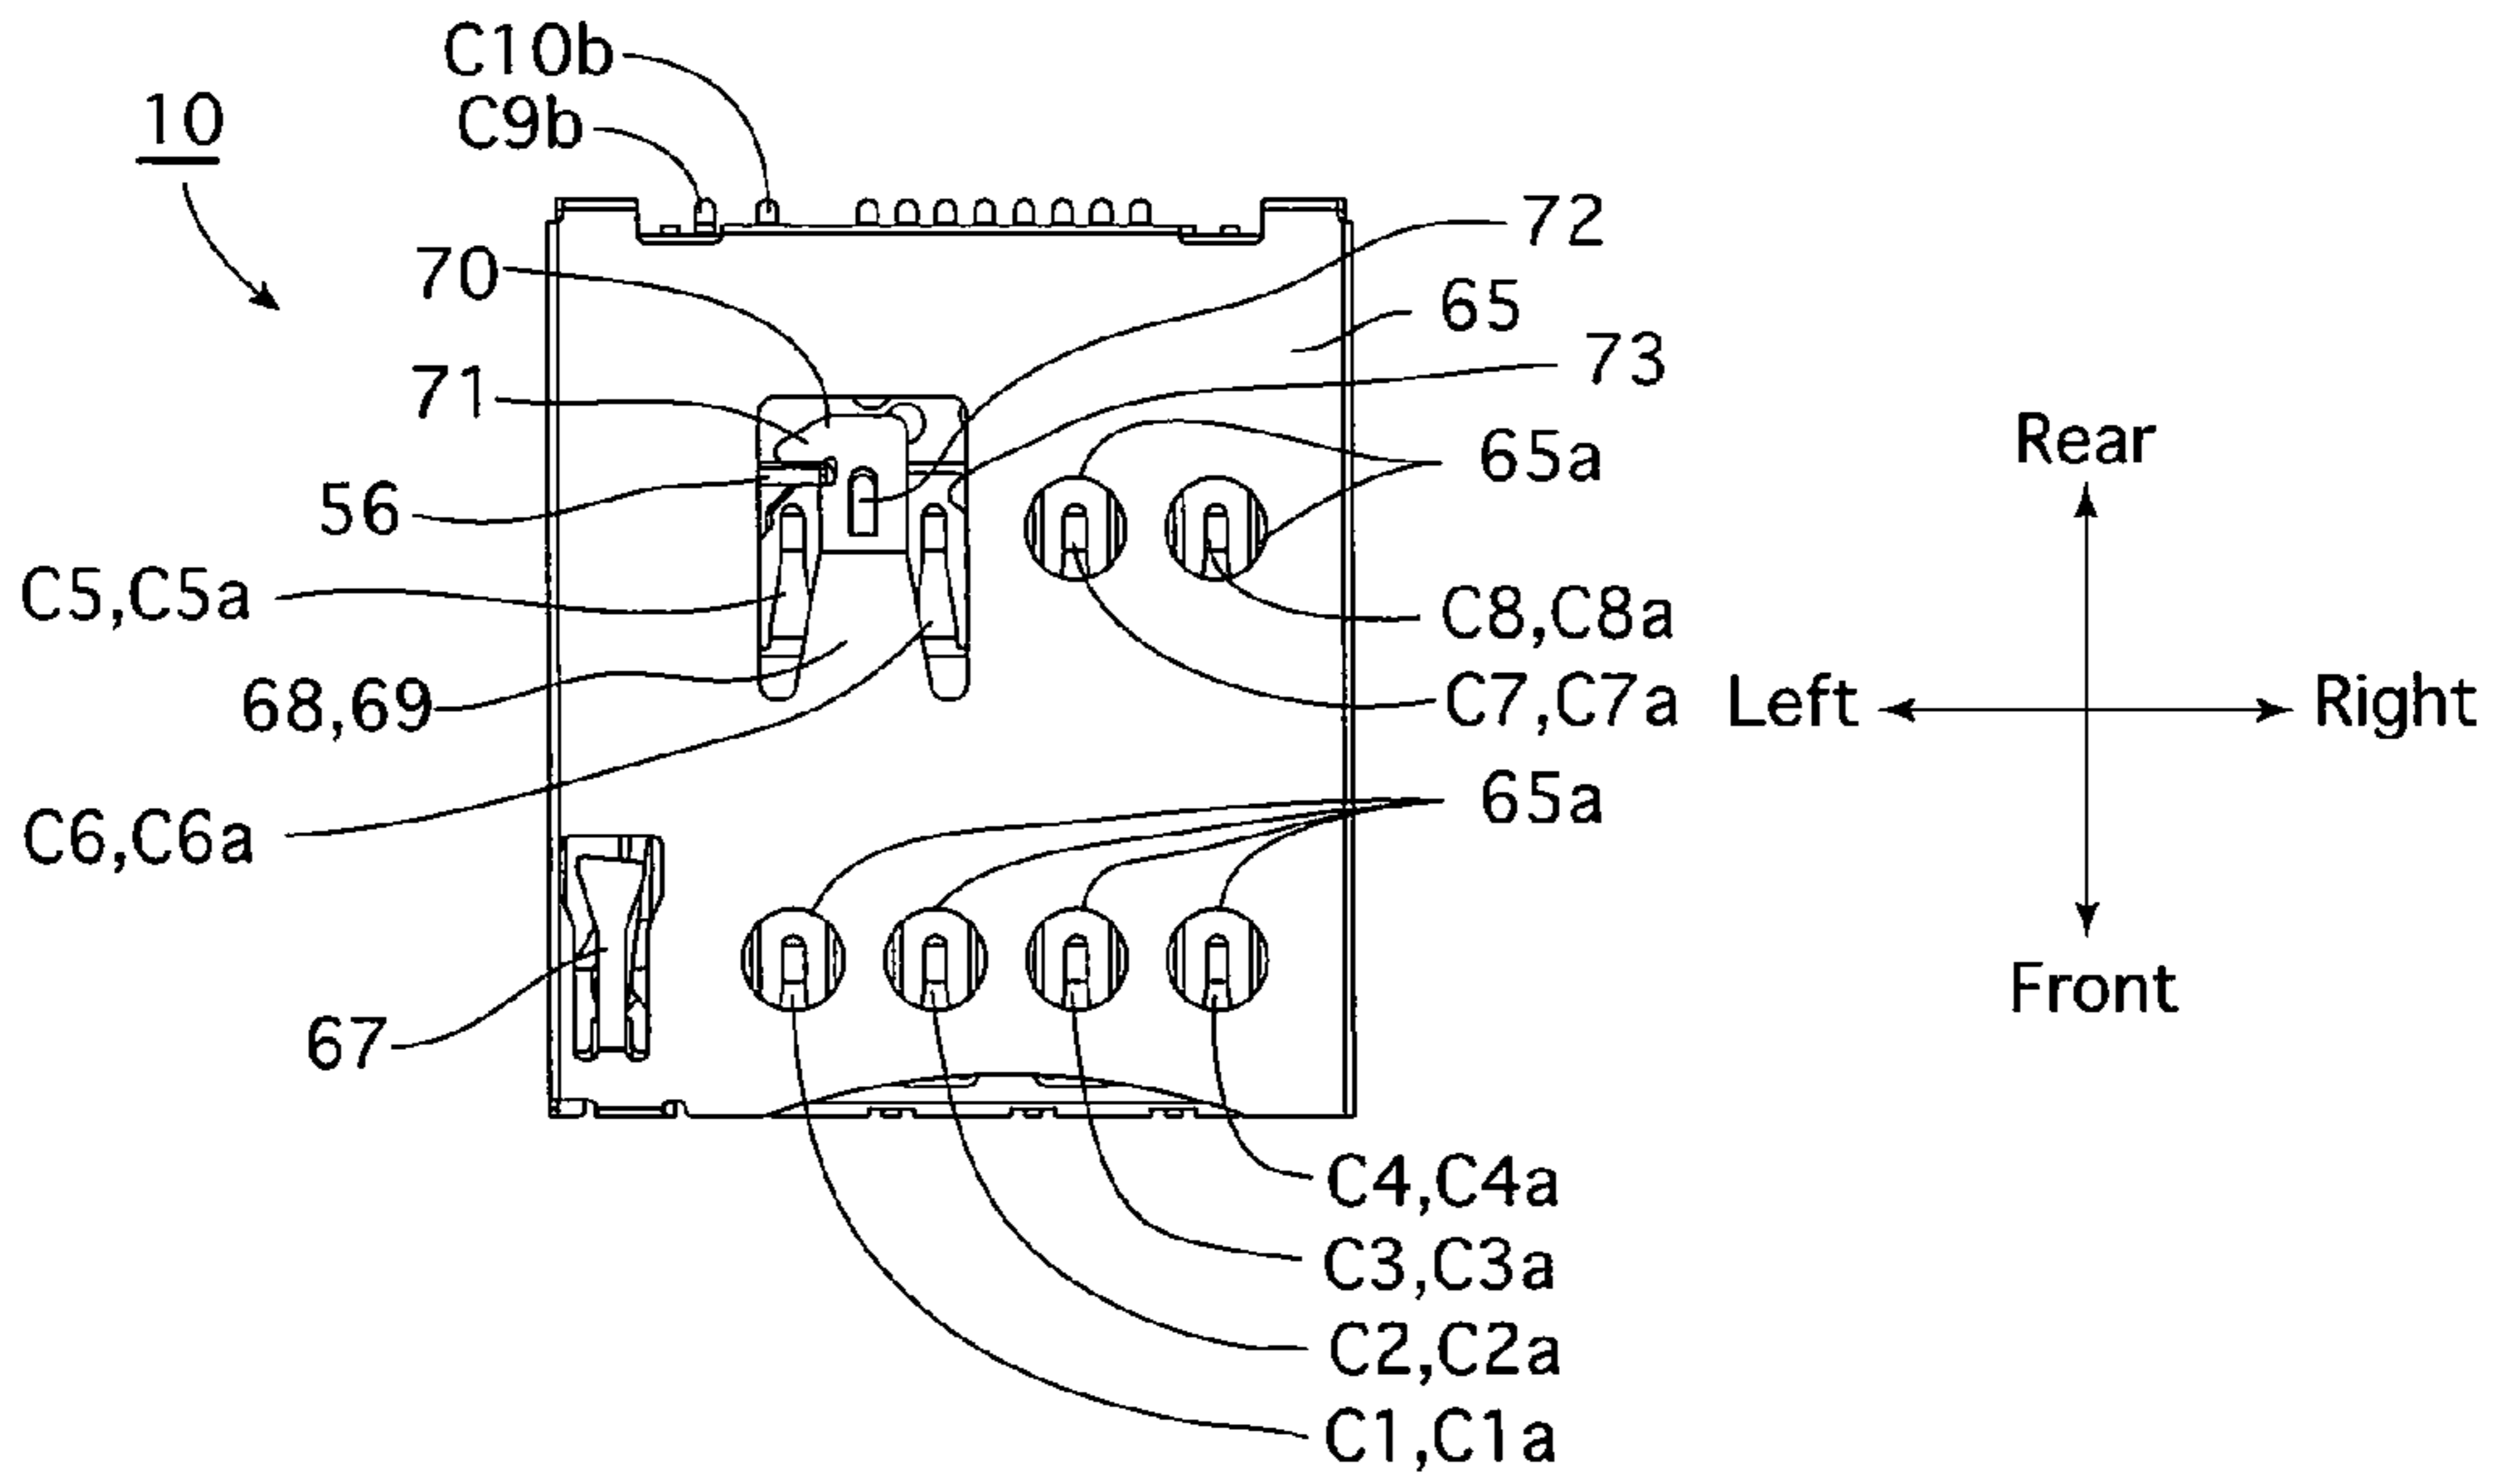 C10b
C9b
10
72
70
65
73
71
65a
Rear
56
C5,C5a
C8,C8a
68,69
C7,C7a
Left
Right
65a
C6,C6a
Front
67
C4,C4a
C3,C3a
C2,C2a
C1,C1a